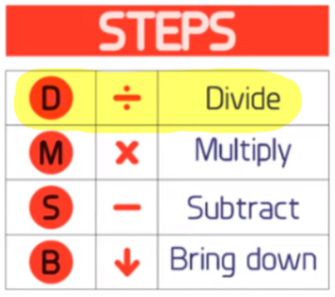 STEPS
D ÷ Divide
M × Multiply
S − Subtract
B ↓ Bring down